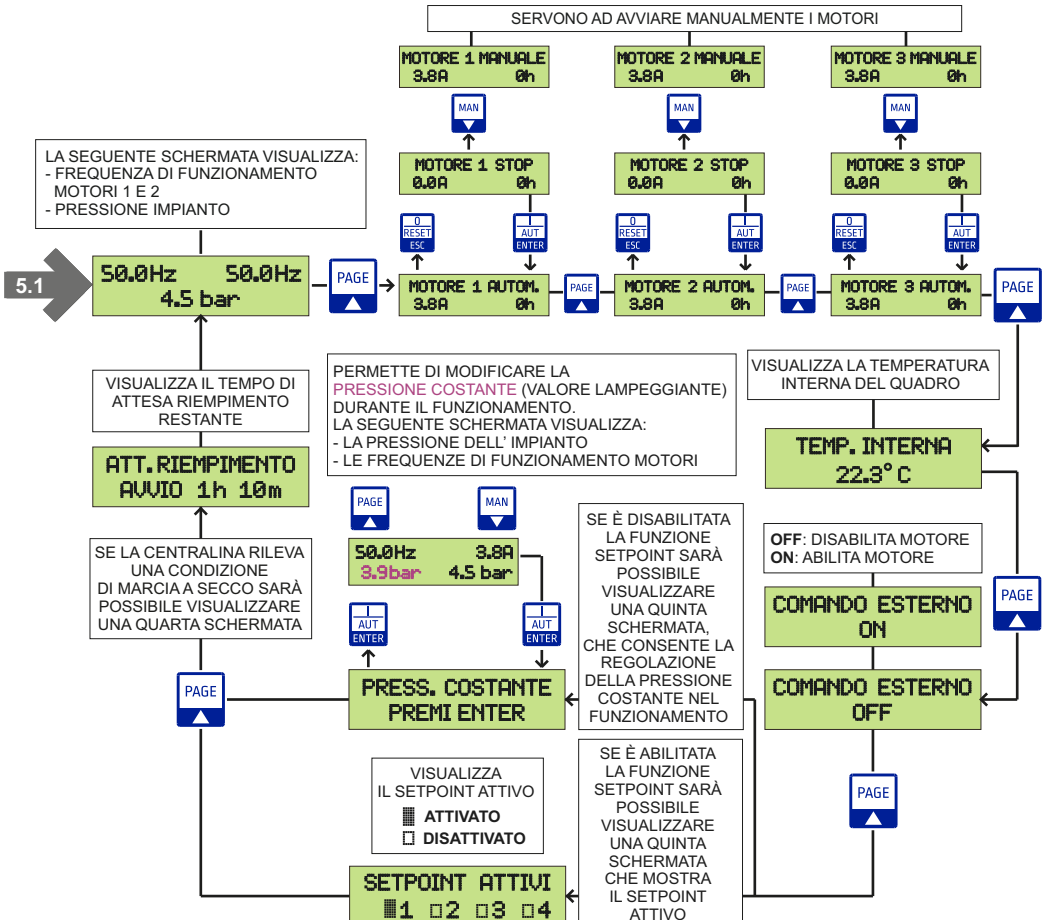 SERVONO AD AVVIARE MANUALMENTE I MOTORI
MOTORE 1 MANUALE
3.8A 0h
MOTORE 2 MANUALE
3.8A 0h
MOTORE 3 MANUALE
3.8A 0h
MAN
MAN
MAN
LA SEGUENTE SCHERMATA VISUALIZZA:
- FREQUENZA DI FUNZIONAMENTO
MOTORI 1 E 2
- PRESSIONE IMPIANTO
MOTORE 1 STOP
0.0A 0h
MOTORE 2 STOP
0.0A 0h
MOTORE 3 STOP
0.0A 0h
0
RESET
ESC
I
AUT
ENTER
0
RESET
ESC
I
AUT
ENTER
0
RESET
ESC
I
AUT
ENTER
5.1
50.0Hz 50.0Hz
4.5 bar
PAGE
MOTORE 1 AUTOM.
3.8A 0h
PAGE
MOTORE 2 AUTOM.
3.8A 0h
PAGE
MOTORE 3 AUTOM.
3.8A 0h
PAGE
VISUALIZZA IL TEMPO DI
ATTESA RIEMPIMENTO
RESTANTE
PERMETTE DI MODIFICARE LA
PRESSIONE COSTANTE (VALORE LAMPEGGIANTE)
DURANTE IL FUNZIONAMENTO.
LA SEGUENTE SCHERMATA VISUALIZZA:
- LA PRESSIONE DELL' IMPIANTO
- LE FREQUENZE DI FUNZIONAMENTO MOTORI
VISUALIZZA LA TEMPERATURA
INTERNA DEL QUADRO
TEMP. INTERNA
22.3°C
ATT.RIEMPIMENTO
AVVIO 1h 10m
PAGE
MAN
50.0Hz 3.8A
3.9bar 4.5 bar
SE LA CENTRALINA RILEVA
UNA CONDIZIONE
DI MARCIA A SECCO SARÀ
POSSIBILE VISUALIZZARE
UNA QUARTA SCHERMATA
SE È DISABILITATA
LA FUNZIONE
SETPOINT SARÀ
POSSIBILE
VISUALIZZARE
UNA QUINTA
SCHERMATA,
CHE CONSENTE LA
REGOLAZIONE
DELLA PRESSIONE
COSTANTE NEL
FUNZIONAMENTO
OFF: DISABILITA MOTORE
ON: ABILITA MOTORE
COMANDO ESTERNO
ON
PAGE
I
AUT
ENTER
I
AUT
ENTER
PAGE
PRESS. COSTANTE
PREMI ENTER
COMANDO ESTERNO
OFF
VISUALIZZA
IL SETPOINT ATTIVO
▓ ATTIVATO
□ DISATTIVATO
SE È ABILITATA
LA FUNZIONE
SETPOINT SARÀ
POSSIBILE
VISUALIZZARE
UNA QUINTA
SCHERMATA
CHE MOSTRA
IL SETPOINT
ATTIVO
PAGE
SETPOINT ATTIVI
▓1 □2 □3 □4